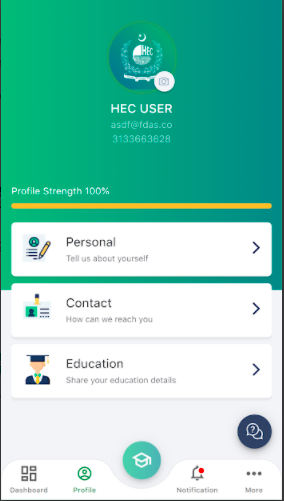 HEC
HEC USER
asdf@fdas.co
3133663628
Profile Strength 100%
Personal
Tell us about yourself
Contact
How can we reach you
Education
Share your education details
Dashboard
Profile
Notification
More